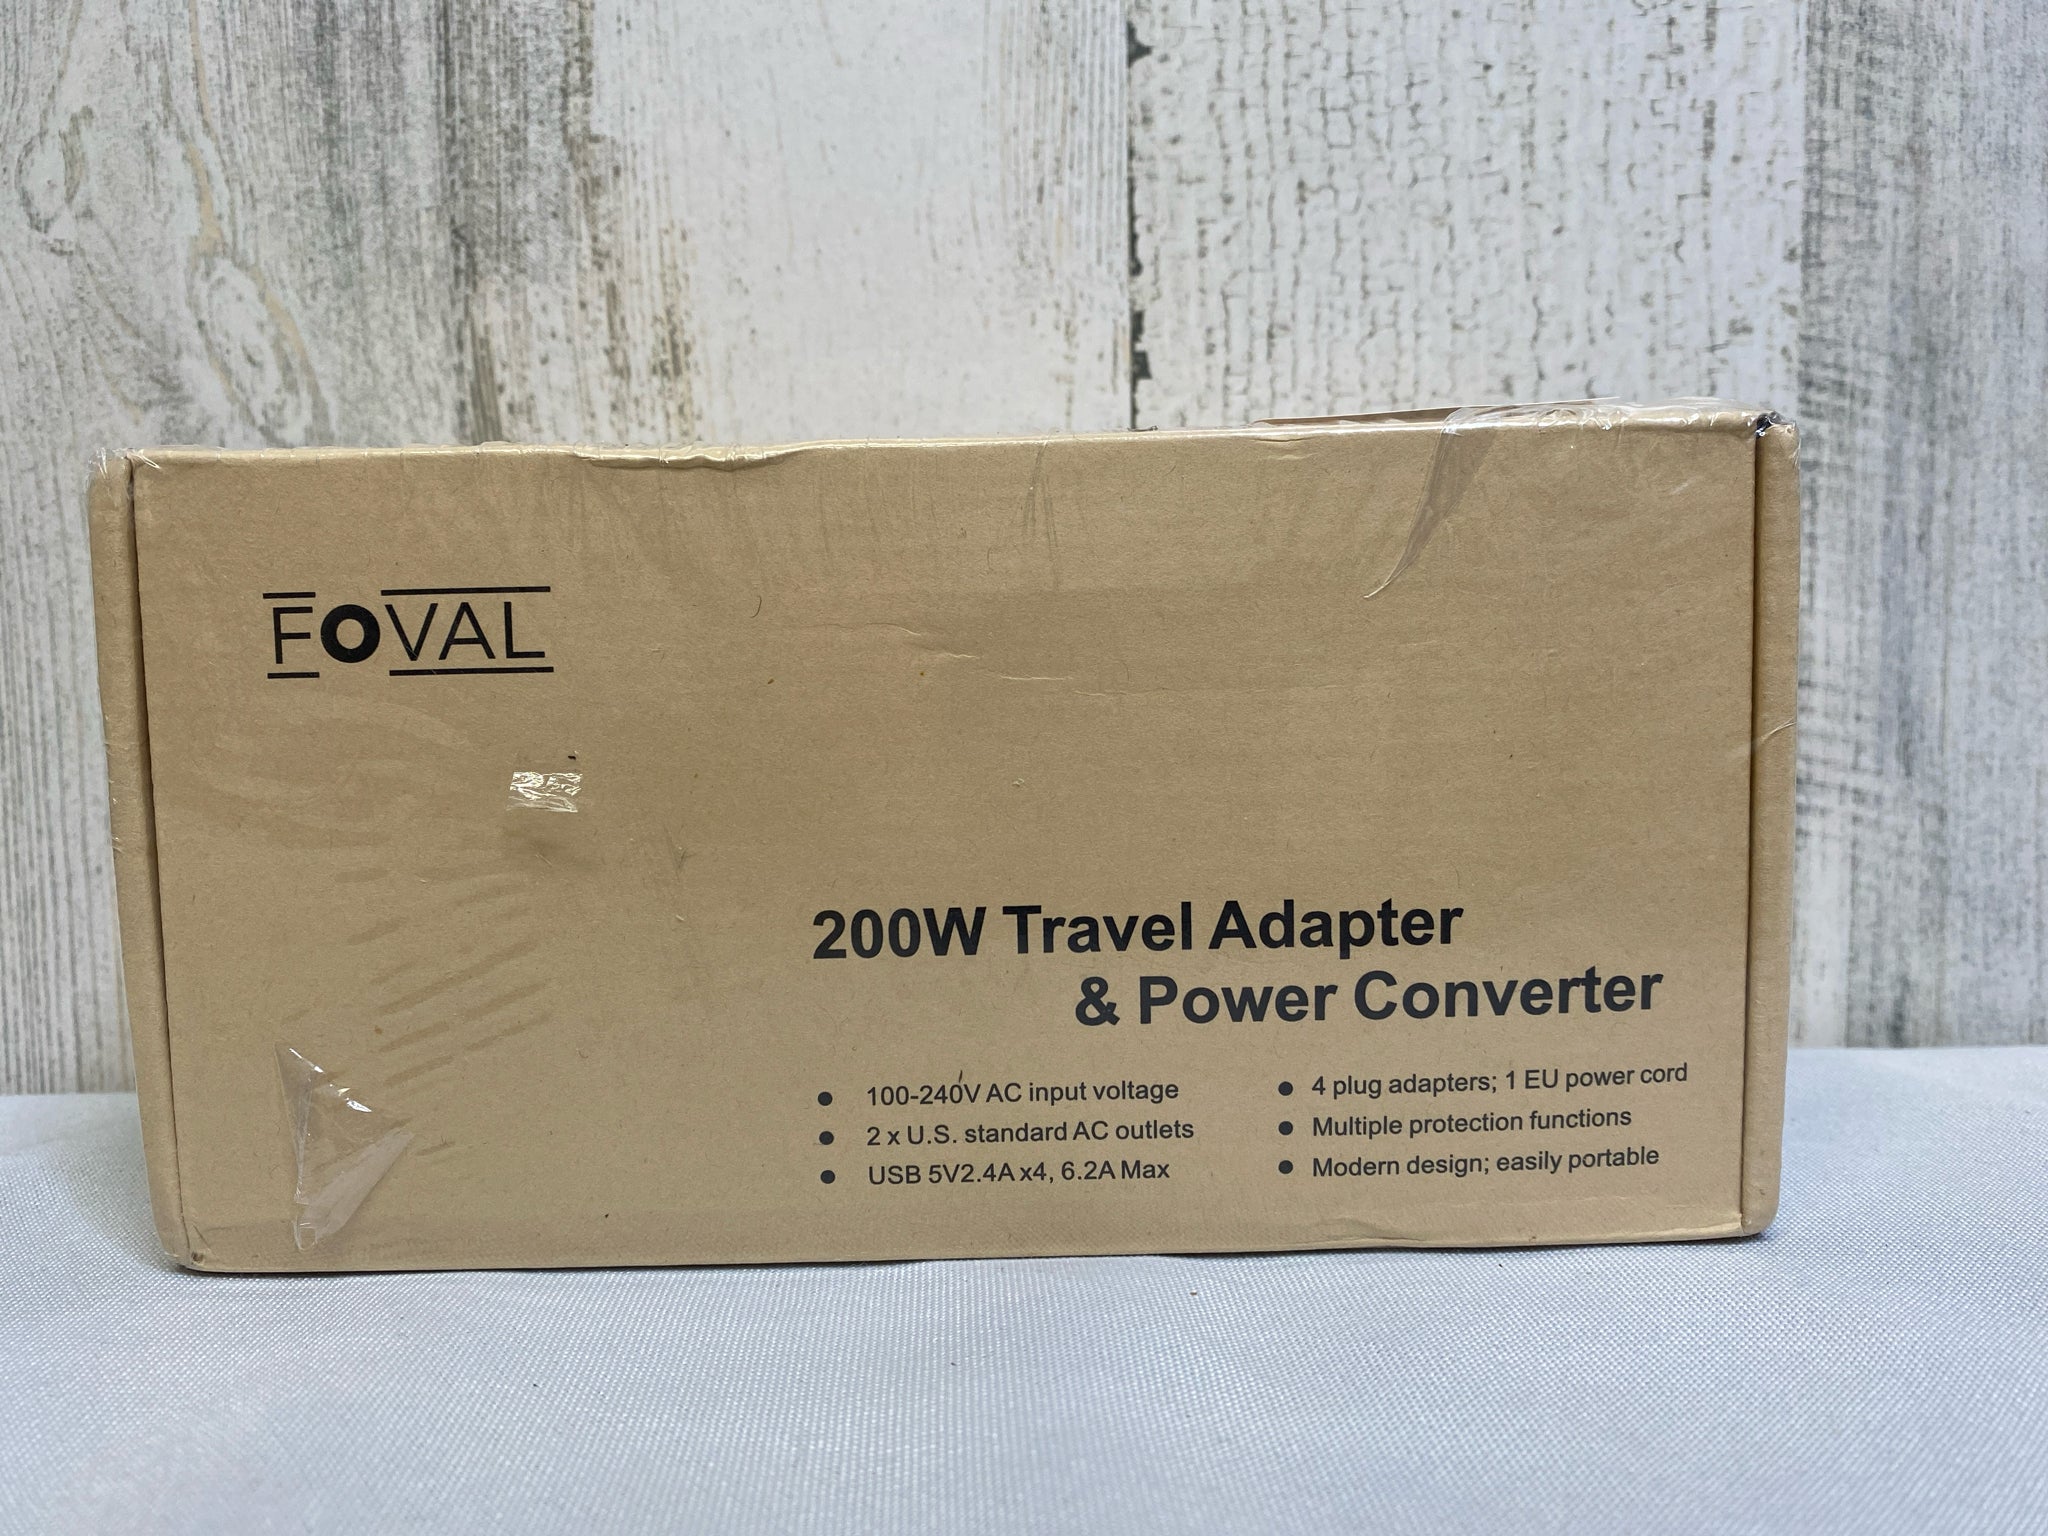 FOVAL
200W Travel Adapter
& Power Converter
● 100-240V AC input voltage
● 2 x U.S. standard AC outlets
● USB 5V2.4A x4, 6.2A Max
● 4 plug adapters; 1 EU power cord
● Multiple protection functions
● Modern design; easily portable